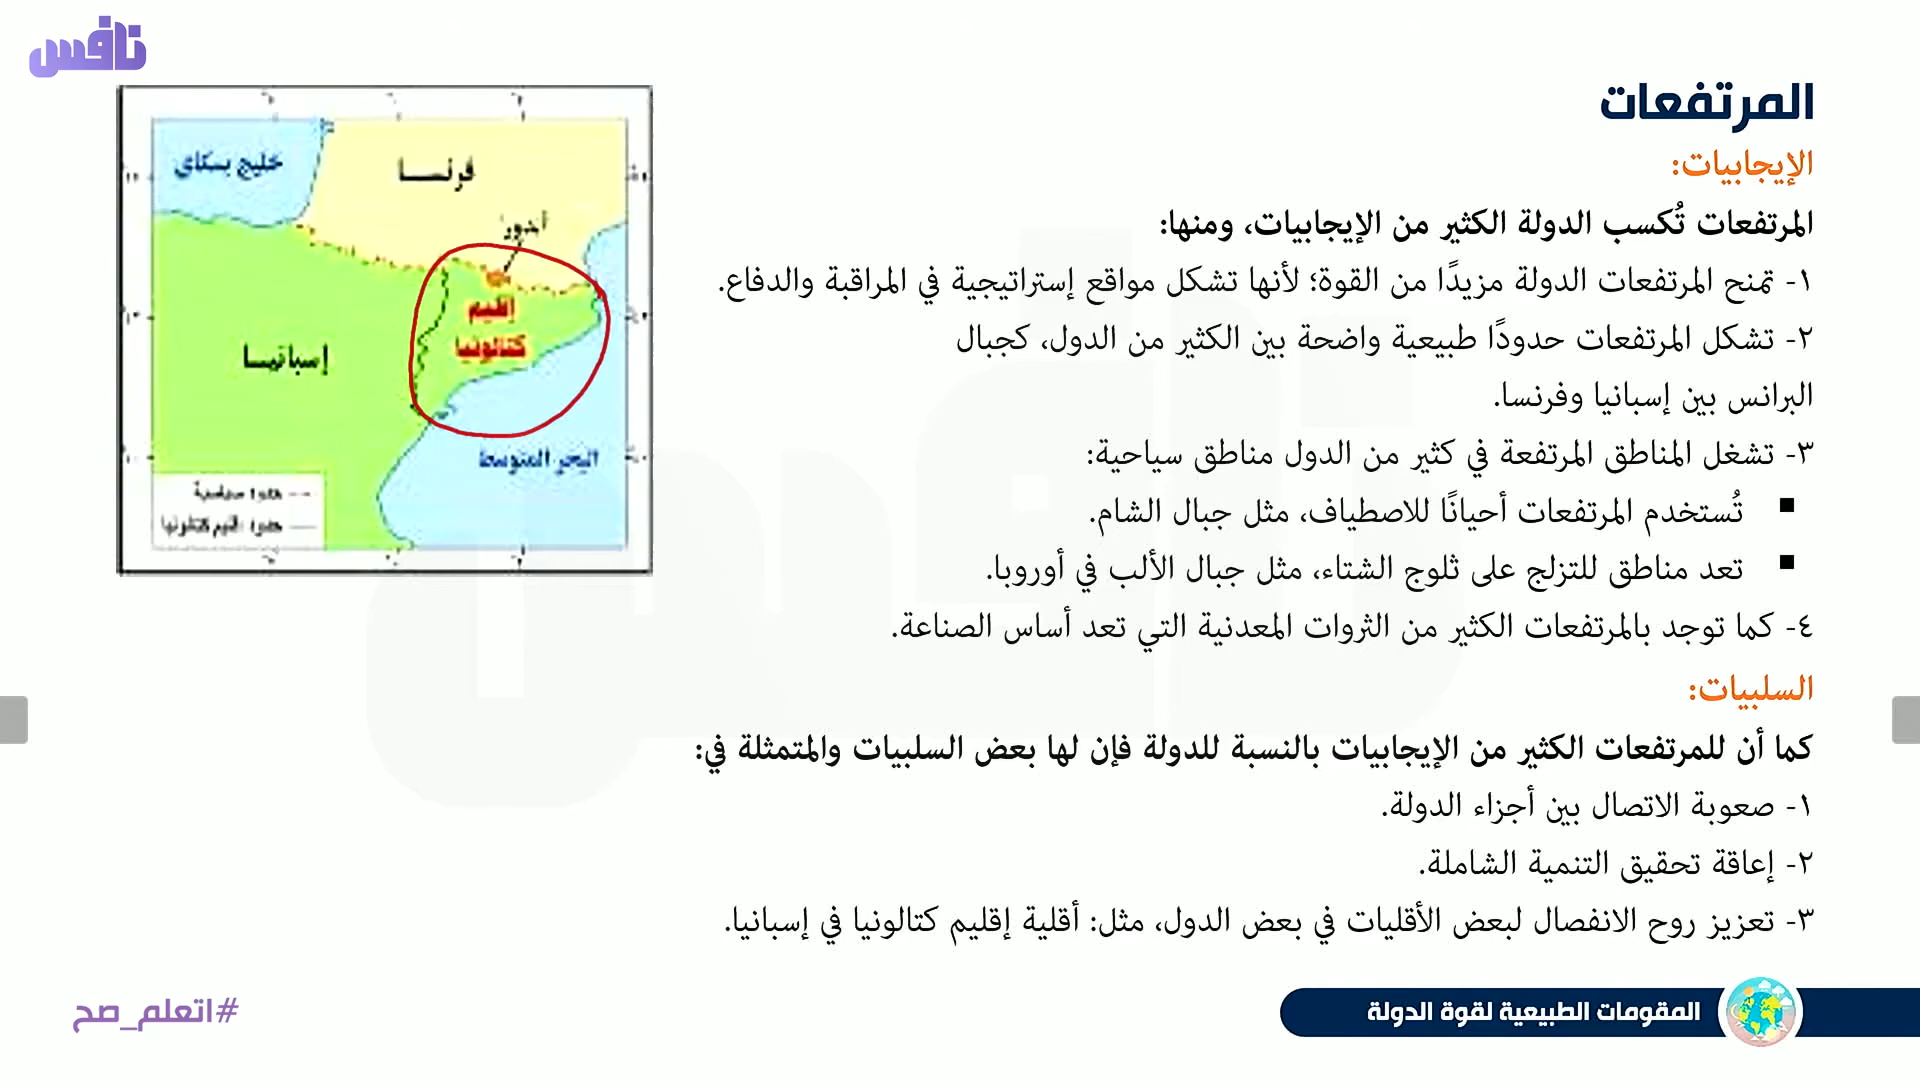 نافس
المرتفعات
الإيجابيات:
المرتفعات تُكسب الدولة الكثير من الإيجابيات، ومنها:
١- تمنح المرتفعات الدولة مزيدًا من القوة؛ لأنها تشكل مواقع إستراتيجية في المراقبة والدفاع.
٢- تشكل المرتفعات حدودًا طبيعية واضحة بين الكثير من الدول، كجبال
البرانس بين إسبانيا وفرنسا.
٣- تشغل المناطق المرتفعة في كثير من الدول مناطق سياحية:
▪ تُستخدم المرتفعات أحيانًا للاصطياف، مثل جبال الشام.
▪ تعد مناطق للتزلج على ثلوج الشتاء، مثل جبال الألب في أوروبا.
٤- كما توجد بالمرتفعات الكثير من الثروات المعدنية التي تعد أساس الصناعة.
السلبيات:
كما أن للمرتفعات الكثير من الإيجابيات بالنسبة للدولة فإن لها بعض السلبيات والمتمثلة في:
١- صعوبة الاتصال بين أجزاء الدولة.
٢- إعاقة تحقيق التنمية الشاملة.
٣- تعزيز روح الانفصال لبعض الأقليات في بعض الدول، مثل: أقلية إقليم كتالونيا في إسبانيا.
خليج بسكاي
فرنسا
أندورا
إقليم
كتالونيا
إسبانيا
البحر المتوسط
حدود سياسية
حدود إقليم كتالونيا
المقومات الطبيعية لقوة الدولة
#اتعلم_صح